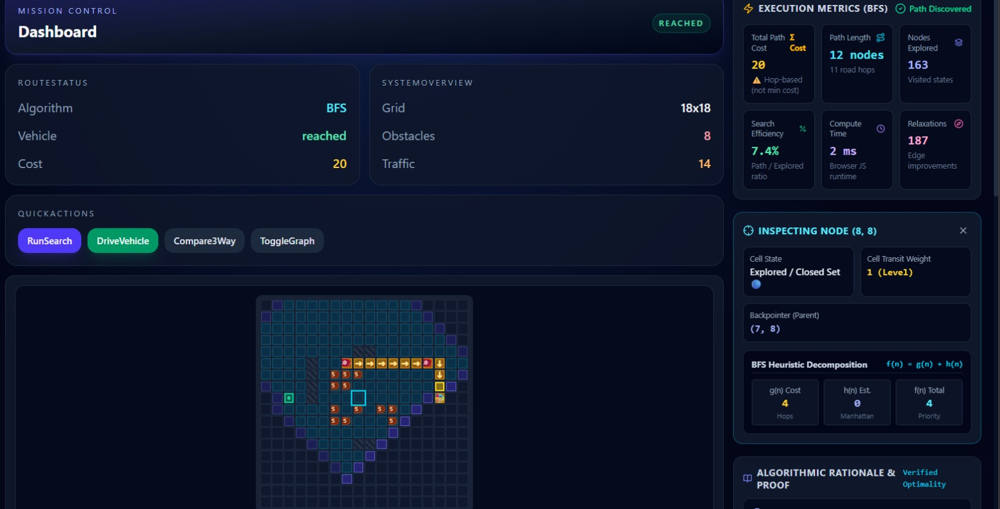 MISSION CONTROL
Dashboard
REACHED
ROUTESTATUS
Algorithm BFS
Vehicle reached
Cost 20
SYSTEMOVERVIEW
Grid 18x18
Obstacles 8
Traffic 14
QUICKACTIONS
RunSearch DriveVehicle Compare3Way ToggleGraph
→ → → → → → ↓
5 5 5 ↓
5 5
5 5 5 5
5 5 5
EXECUTION METRICS (BFS) Path Discovered
Total Path Cost
Σ Cost
20
Hop-based
(not min cost)
Path Length
12 nodes
11 road hops
Nodes
Explored
163
Visited states
Search
Efficiency
%
7.4%
Path / Explored
ratio
Compute
Time
2 ms
Browser JS
runtime
Relaxations
187
Edge
improvements
INSPECTING NODE (8, 8) ✕
Cell State
Explored / Closed Set
Cell Transit Weight
1 (Level)
Backpointer (Parent)
(7, 8)
BFS Heuristic Decomposition f(n) = g(n) + h(n)
g(n) Cost
4
Hops
h(n) Est.
0
Manhattan
f(n) Total
4
Priority
ALGORITHMIC RATIONALE &
PROOF
Verified
Optimality